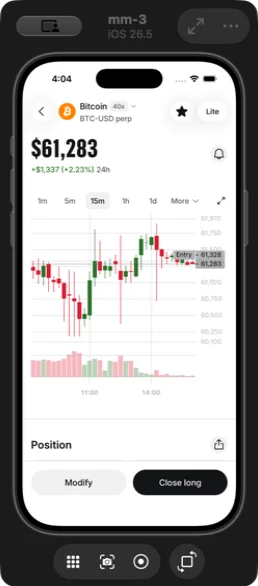 mm-3
iOS 26.5
4:04
Bitcoin 40x
BTC-USD perp
Lite
$61,283
+$1,337 (+2.23%) 24h
1m 5m 15m 1h 1d More
61,970
61,750
61,500
Entry 61,328
61,283
61,000
60,750
60,500
60,250
60,100
11:00 14:00
Position
Modify
Close long